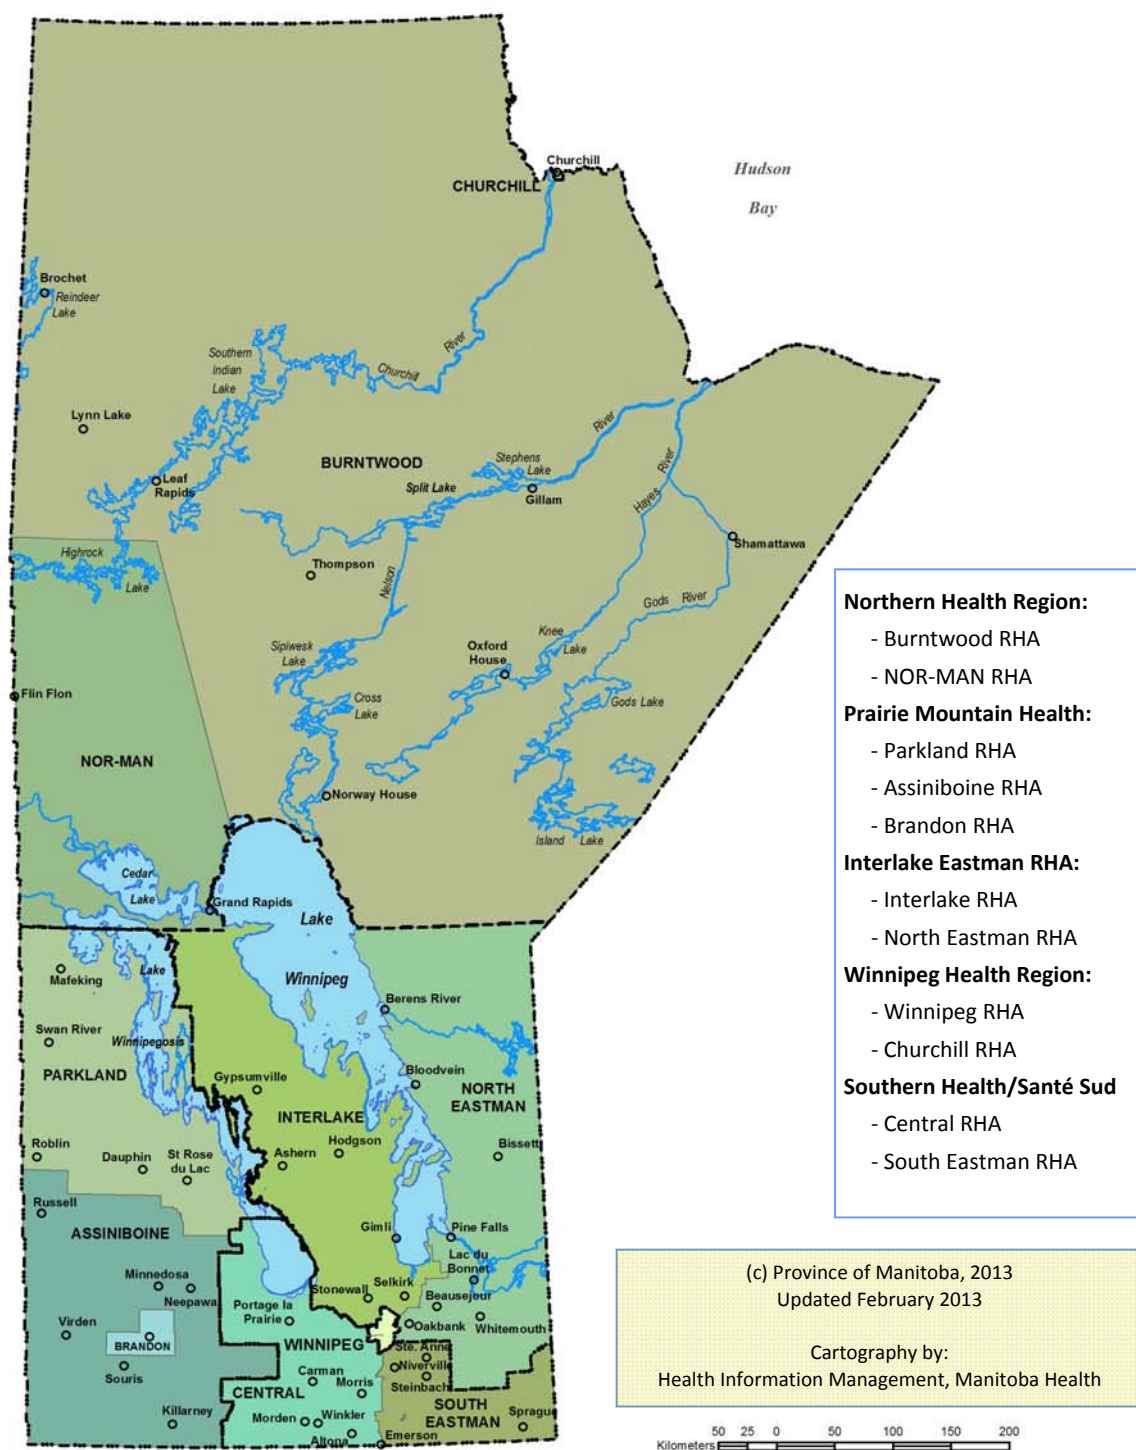 Churchill
CHURCHILL
Hudson
Bay
Brochet
Reindeer
Lake
Southern
Indian
Lake
River
Churchill
Lynn Lake
BURNTWOOD
Leaf
Rapids
Stephens
Lake
River
Split Lake
Gillam
River
Hayes
Shamattawa
Highrock
Lake
Thompson
Nelson
Gods River
Knee
Lake
Oxford
House
Sipiwesk
Lake
Cross
Lake
Gods Lake
Flin Flon
NOR-MAN
Norway House
Island Lake
Cedar
Lake
Grand Rapids
Lake
Winnipeg
Mafeking
Lake
Winnipegosis
Swan River
PARKLAND
Berens River
Bloodvein
NORTH
EASTMAN
Gypsumville
INTERLAKE
Hodgson
Ashern
Bissett
Roblin
Dauphin
St Rose
du Lac
Russell
ASSINIBOINE
Gimli
Pine Falls
Lac du
Bonnet
Minnedosa
Neepawa
Stonewall
Selkirk
Beausejour
Portage la
Prairie
Oakbank
Whitemouth
Virden
BRANDON
WINNIPEG
Ste. Anne
Niverville
Steinbach
Souris
Carman
CENTRAL
Morris
SOUTH
EASTMAN
Killarney
Morden
Winkler
Altona
Emerson
Sprague
Northern Health Region:
- Burntwood RHA
- NOR-MAN RHA
Prairie Mountain Health:
- Parkland RHA
- Assiniboine RHA
- Brandon RHA
Interlake Eastman RHA:
- Interlake RHA
- North Eastman RHA
Winnipeg Health Region:
- Winnipeg RHA
- Churchill RHA
Southern Health/Santé Sud
- Central RHA
- South Eastman RHA
(c) Province of Manitoba, 2013
Updated February 2013
Cartography by:
Health Information Management, Manitoba Health
50 25 0 50 100 150 200
Kilometers